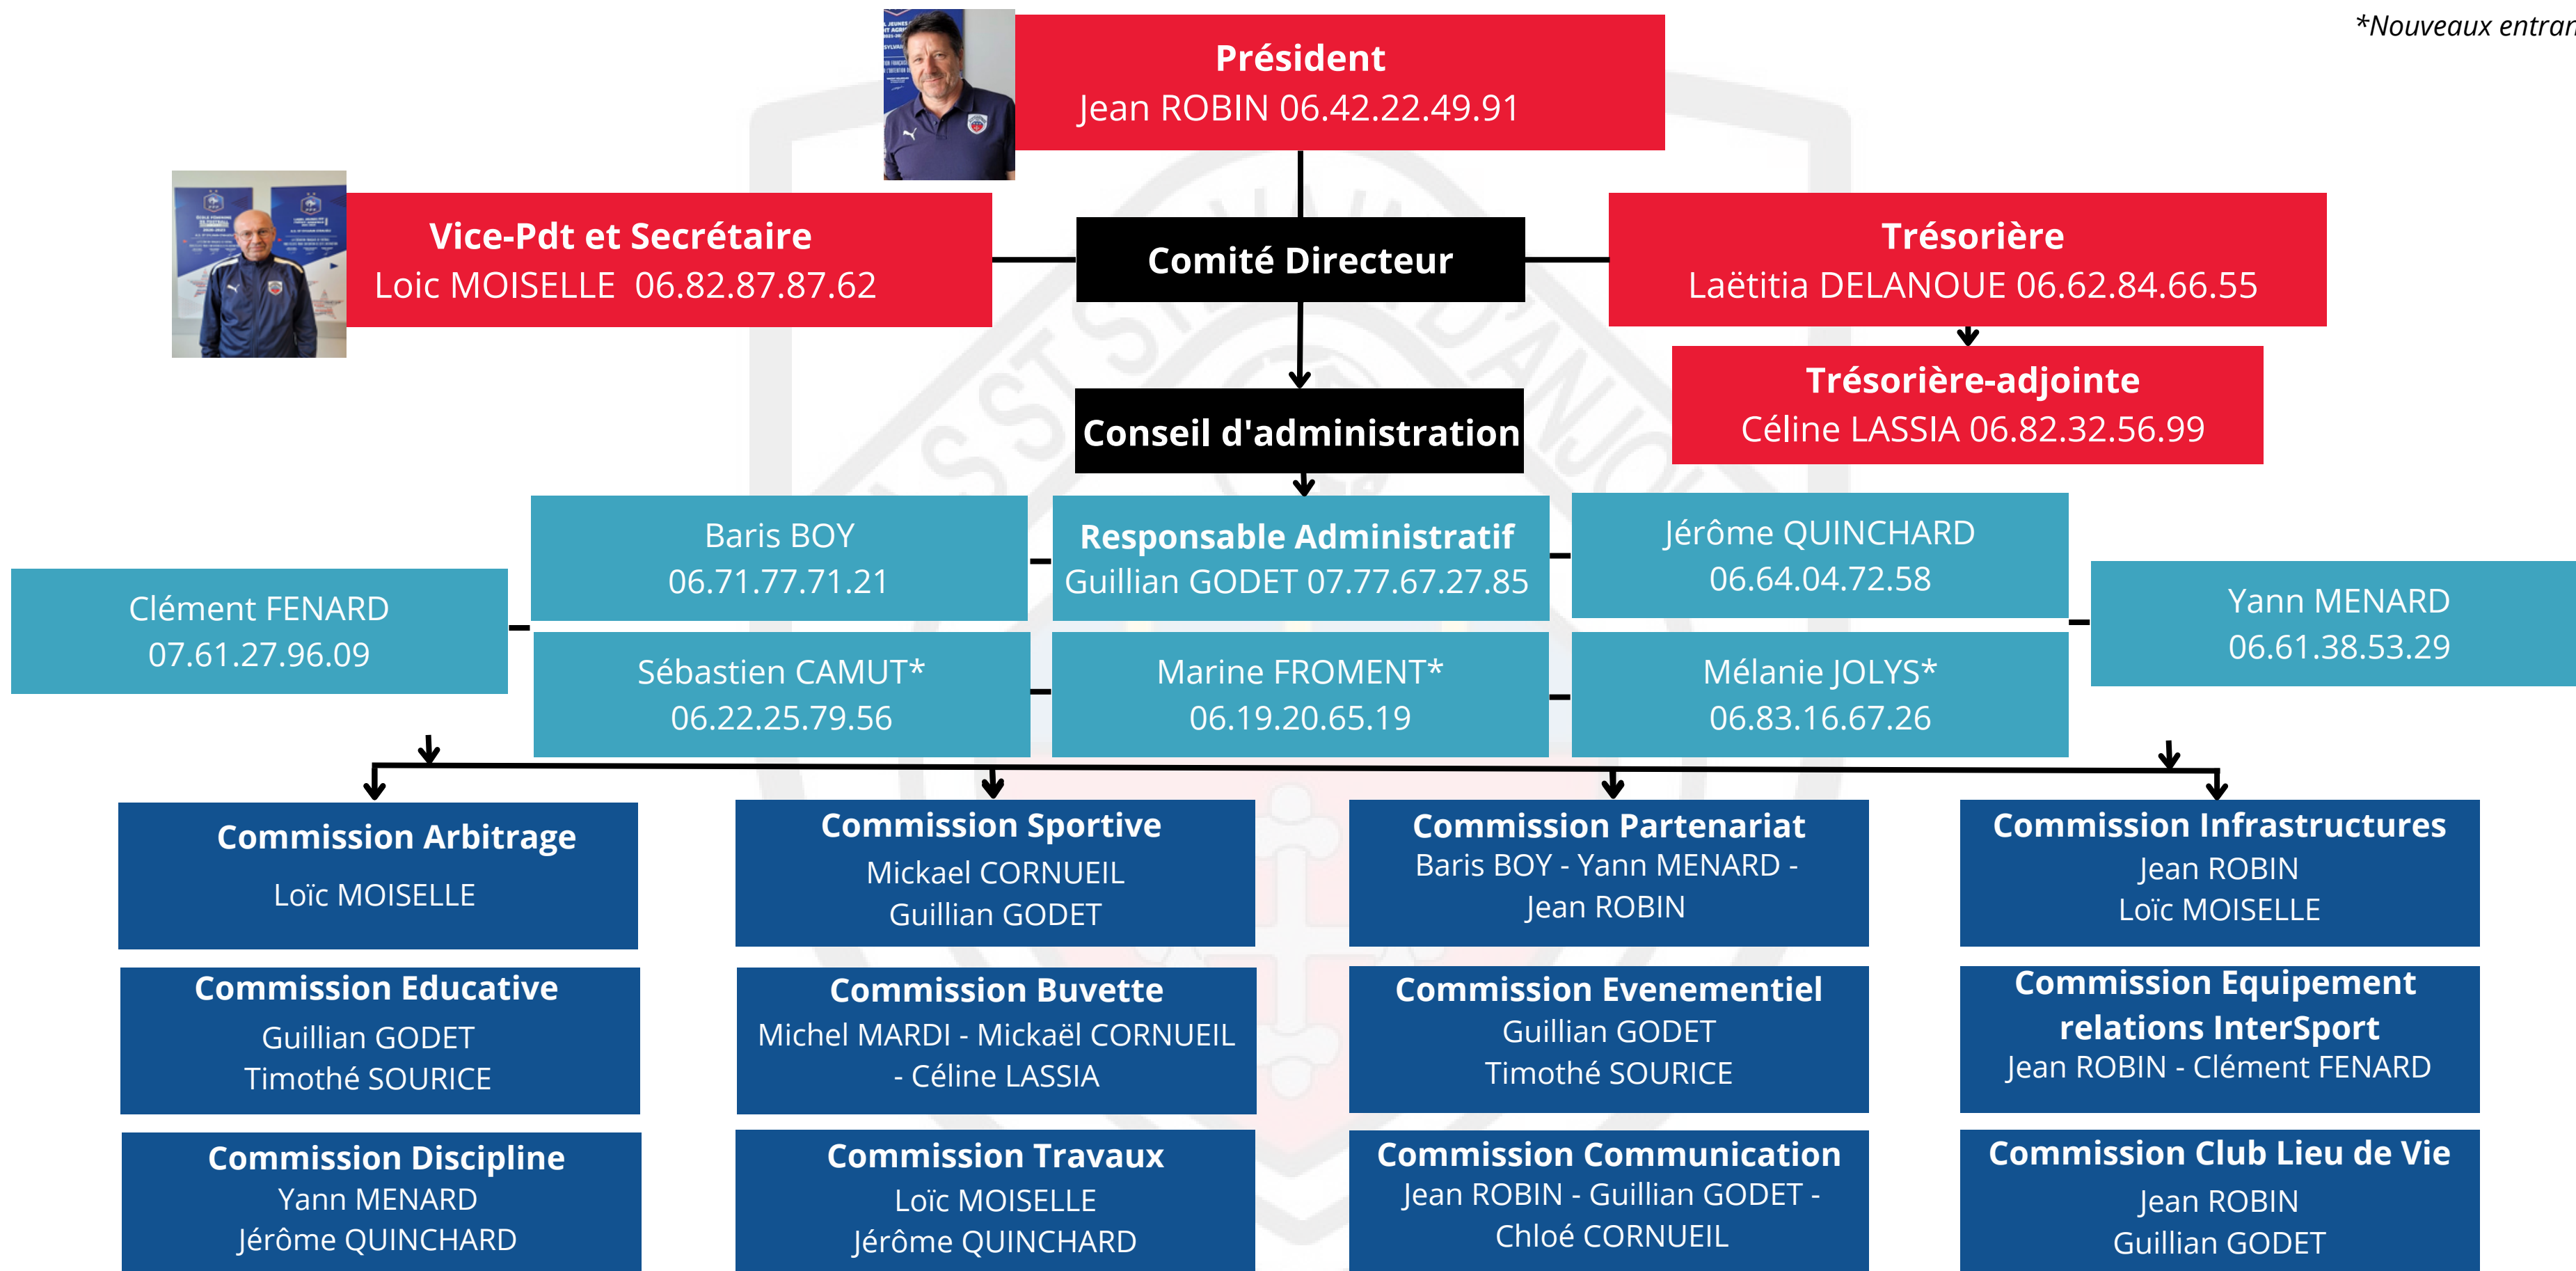 *Nouveaux
Président
Jean ROBIN 06.42.22.49.91
Vice-Pdt et Secrétaire
Loic MOISELLE 06.82.87.87.62
Comité Directeur
Trésorière
Laëtitia DELANOUE 06.62.84.66.55
Trésorière-adjointe
Céline LASSIA 06.82.32.56.99
Conseil d'administration
Clément FENARD
07.61.27.96.09
Baris BOY
06.71.77.71.21
Responsable Administratif
Guillian GODET 07.77.67.27.85
Jérôme QUINCHARD
06.64.04.72.58
Yann MENARD
06.61.38.53.29
Sébastien CAMUT*
06.22.25.79.56
Marine FROMENT*
06.19.20.65.19
Mélanie JOLYS*
06.83.16.67.26
Commission Arbitrage
Loïc MOISELLE
Commission Sportive
Mickael CORNUEIL
Guillian GODET
Commission Partenariat
Baris BOY - Yann MENARD -
Jean ROBIN
Commission Infrastructures
Jean ROBIN
Loïc MOISELLE
Commission Educative
Guillian GODET
Timothé SOURICE
Commission Buvette
Michel MARDI - Mickaël CORNUEIL
- Céline LASSIA
Commission Evenementiel
Guillian GODET
Timothé SOURICE
Commission Equipement
relations InterSport
Jean ROBIN - Clément FENARD
Commission Discipline
Yann MENARD
Jérôme QUINCHARD
Commission Travaux
Loïc MOISELLE
Jérôme QUINCHARD
Commission Communication
Jean ROBIN - Guillian GODET -
Chloé CORNUEIL
Commission Club Lieu de Vie
Jean ROBIN
Guillian GODET